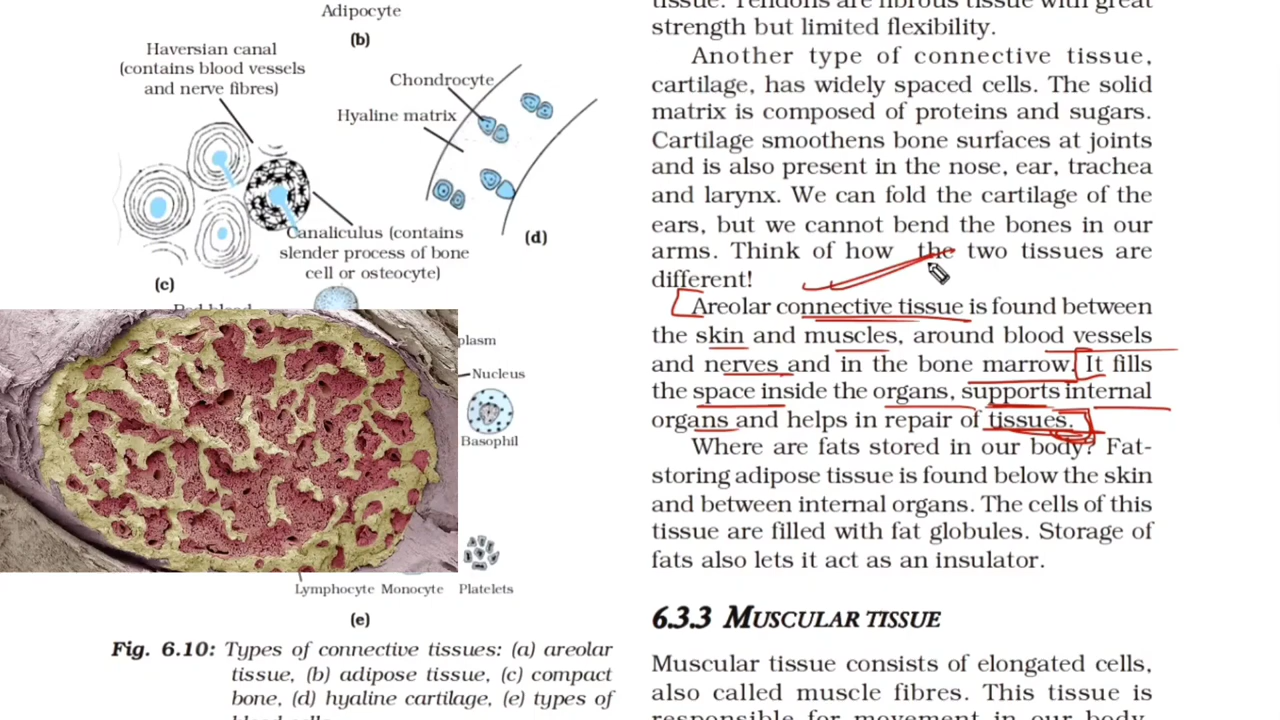 Adipocyte
(b)
Haversian canal
(contains blood vessels
and nerve fibres)
Chondrocyte
Hyaline matrix
Canaliculus (contains
slender process of bone
cell or osteocyte)
(c)
(d)
Nucleus
Basophil
Lymphocyte Monocyte Platelets
(e)
Fig. 6.10: Types of connective tissues: (a) areolar
tissue, (b) adipose tissue, (c) compact
bone, (d) hyaline cartilage, (e) types of
tissue. Tendons are fibrous tissue with great
strength but limited flexibility.
Another type of connective tissue,
cartilage, has widely spaced cells. The solid
matrix is composed of proteins and sugars.
Cartilage smoothens bone surfaces at joints
and is also present in the nose, ear, trachea
and larynx. We can fold the cartilage of the
ears, but we cannot bend the bones in our
arms. Think of how the two tissues are
different!
Areolar connective tissue is found between
the skin and muscles, around blood vessels
and nerves and in the bone marrow. It fills
the space inside the organs, supports internal
organs and helps in repair of tissues.
Where are fats stored in our body? Fat-
storing adipose tissue is found below the skin
and between internal organs. The cells of this
tissue are filled with fat globules. Storage of
fats also lets it act as an insulator.
6.3.3 MUSCULAR TISSUE
Muscular tissue consists of elongated cells,
also called muscle fibres. This tissue is
responsible for movement in our body.